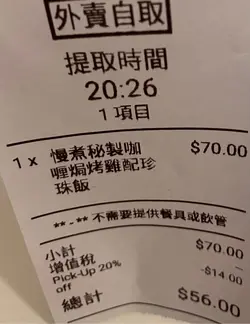 外賣自取
提取時間
20:26
1 項目
1 x 慢煮秘製咖 $70.00
喱焗烤雞配珍
珠飯
** - ** 不需要提供餐具或飲管
小計 $70.00
增值稅 -
Pick-Up 20% -$14.00
off
總計 $56.00